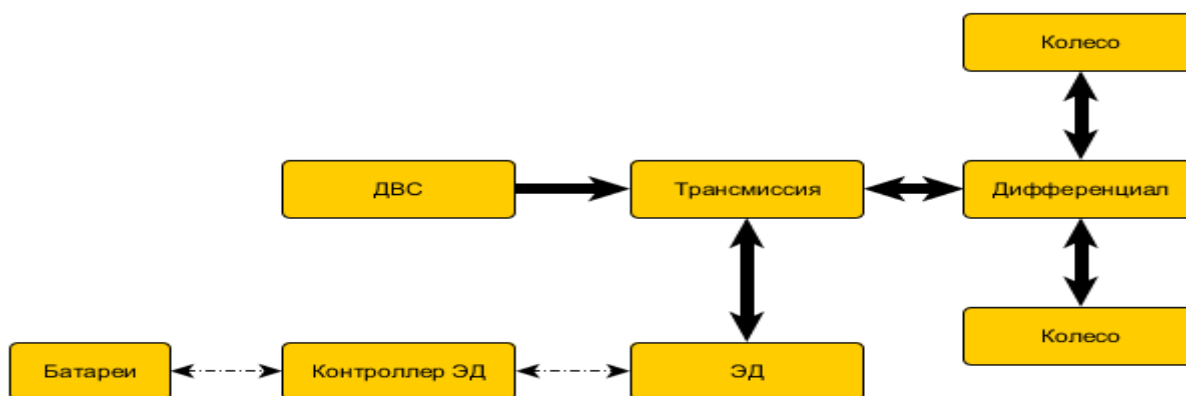 Колесо
ДВС
Трансмиссия
Дифференциал
Колесо
Батареи
Контроллер ЭД
ЭД